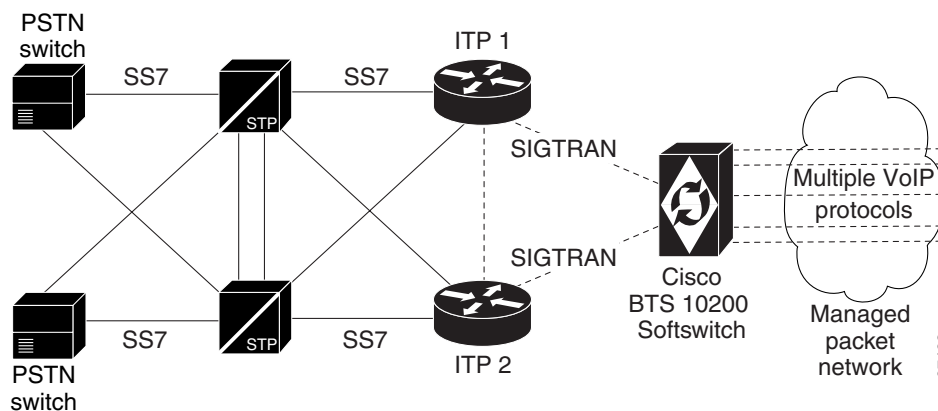 PSTN
switch
SS7
STP
SS7
ITP 1
SIGTRAN
Multiple VoIP
protocols
SIGTRAN
Cisco
BTS 10200
Softswitch
Managed
packet
network
PSTN
switch
SS7
STP
SS7
ITP 2